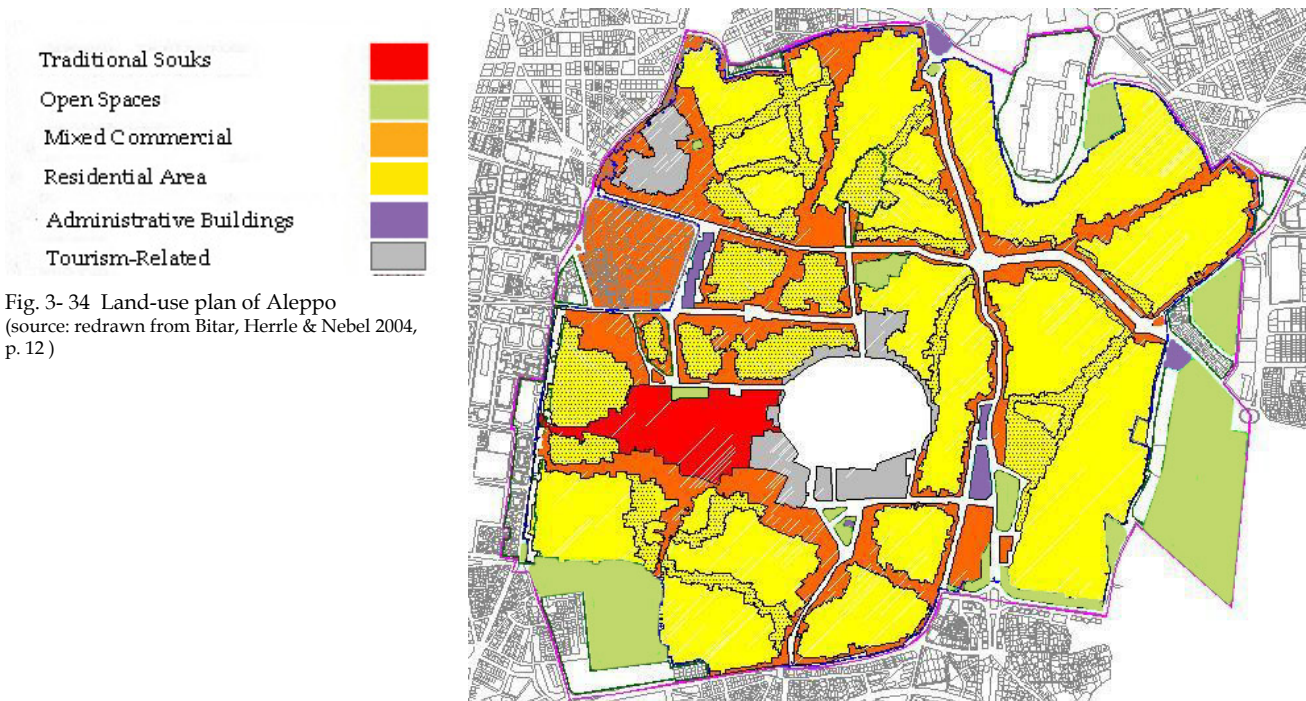 Traditional Souks
Open Spaces
Mixed Commercial
Residential Area
Administrative Buildings
Tourism-Related
Fig. 3- 34 Land-use plan of Aleppo
(source: redrawn from Bitar, Herrle & Nebel 2004,
p. 12 )